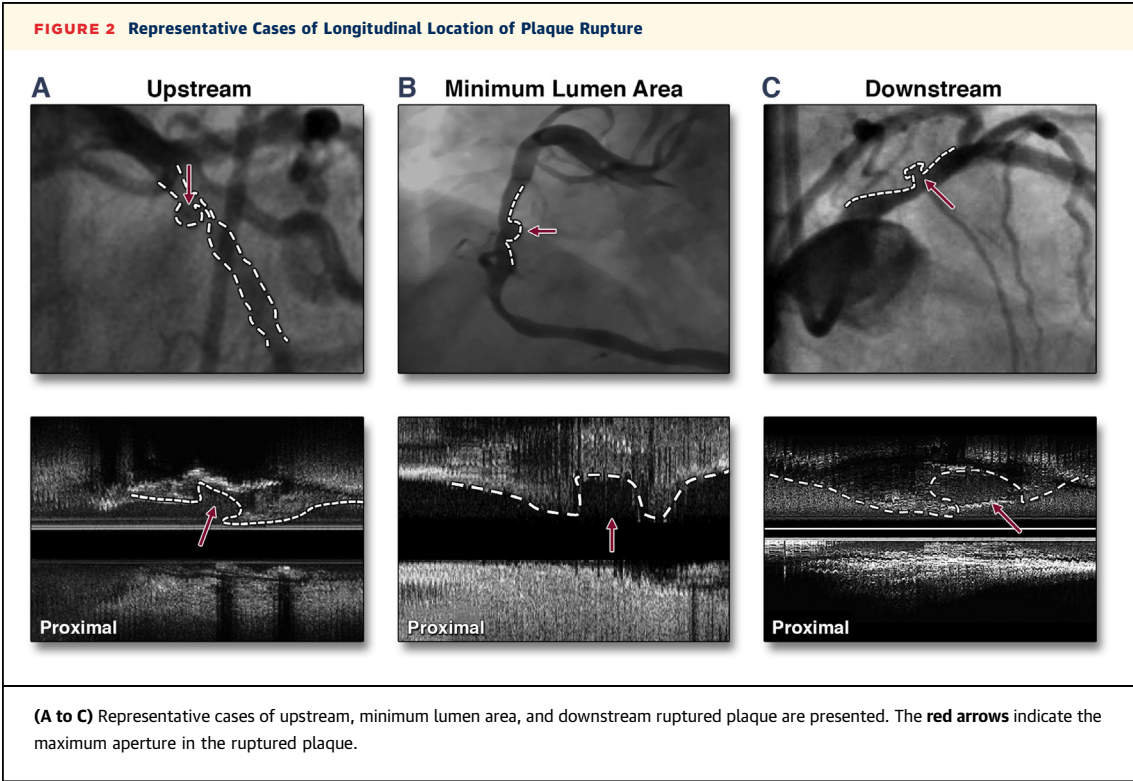 FIGURE 2 Representative Cases of Longitudinal Location of Plaque Rupture
A Upstream
B Minimum Lumen Area
C Downstream
Proximal
Proximal
Proximal
(A to C) Representative cases of upstream, minimum lumen area, and downstream ruptured plaque are presented. The red arrows indicate the
maximum aperture in the ruptured plaque.